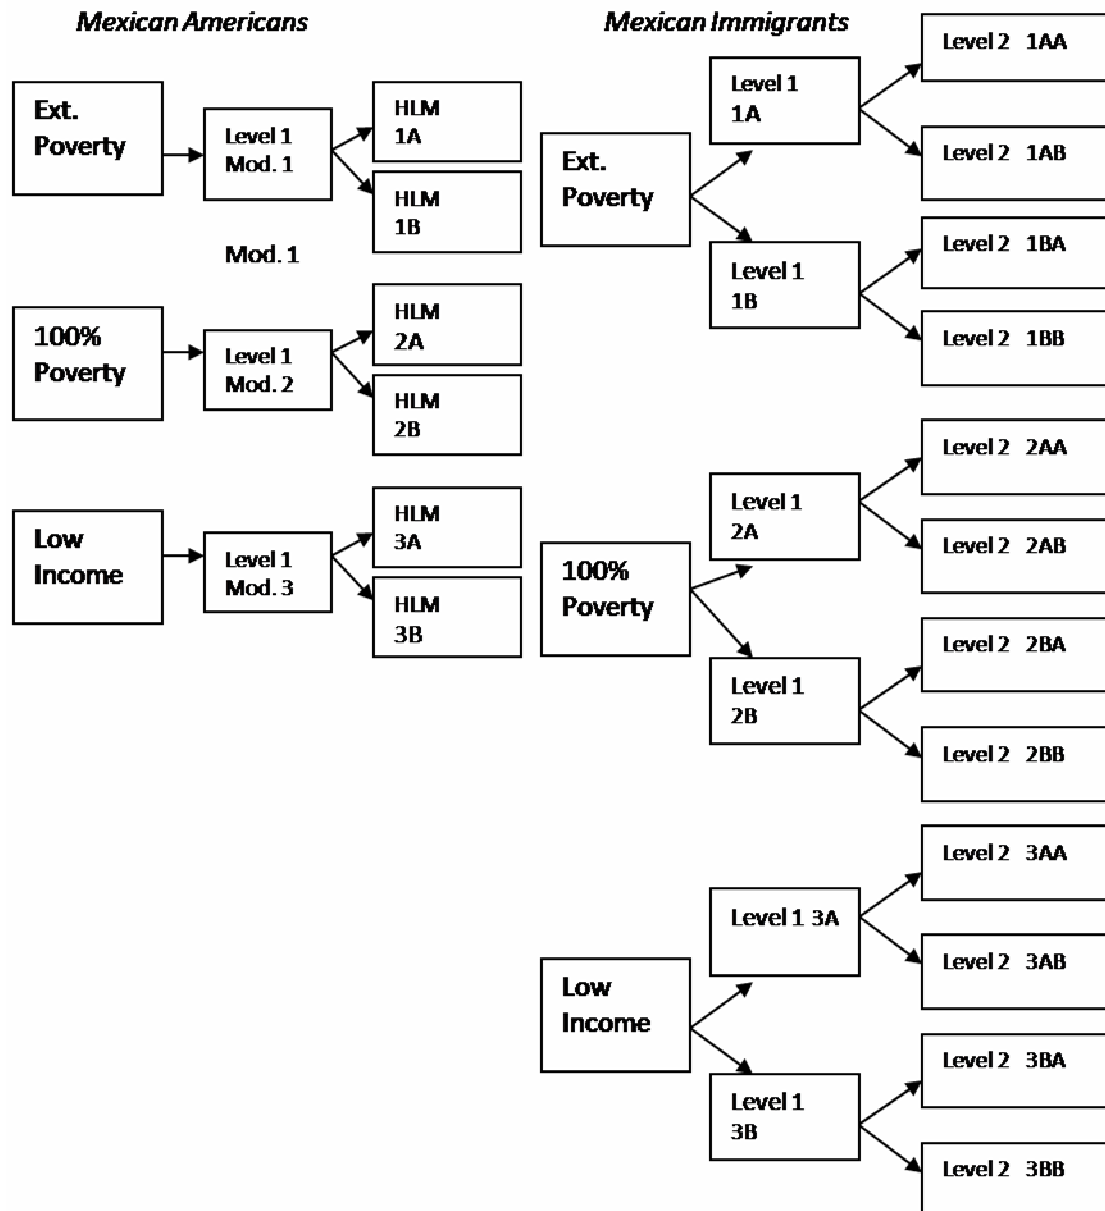 Mexican Americans
Ext.
Poverty
Level 1
Mod. 1
HLM
1A
HLM
1B
Mod. 1
100%
Poverty
Level 1
Mod. 2
HLM
2A
HLM
2B
Low
Income
Level 1
Mod. 3
HLM
3A
HLM
3B
Mexican Immigrants
Ext.
Poverty
Level 1
1A
Level 2 1AA
Level 2 1AB
Level 1
1B
Level 2 1BA
Level 2 1BB
100%
Poverty
Level 1
2A
Level 2 2AA
Level 2 2AB
Level 1
2B
Level 2 2BA
Level 2 2BB
Low
Income
Level 1 3A
Level 2 3AA
Level 2 3AB
Level 1
3B
Level 2 3BA
Level 2 3BB